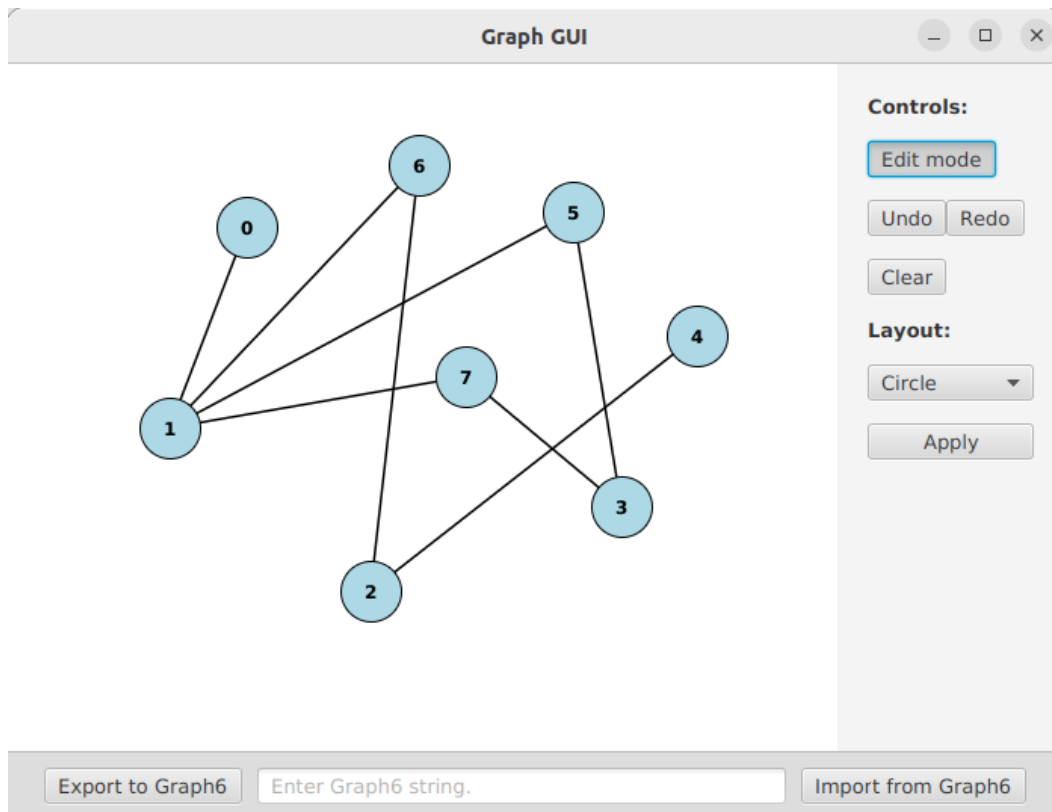 Graph GUI
Controls:
Edit mode
Undo Redo
Clear
Layout:
Circle
Apply
6
0
5
4
7
1
3
2
Export to Graph6 Enter Graph6 string. Import from Graph6